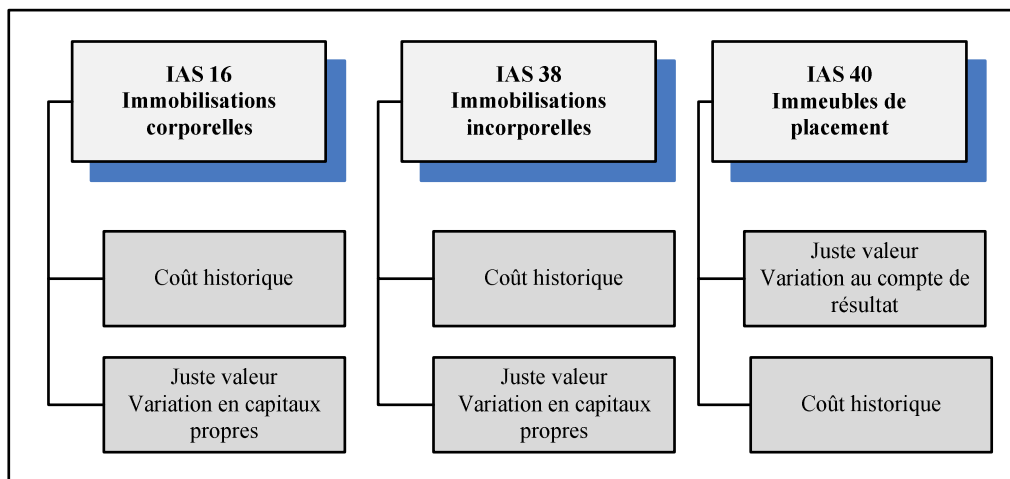 IAS 16
Immobilisations
corporelles
IAS 38
Immobilisations
incorporelles
IAS 40
Immeubles de
placement
Coût historique
Coût historique
Juste valeur
Variation au compte de
résultat
Juste valeur
Variation en capitaux
propres
Juste valeur
Variation en capitaux
propres
Coût historique